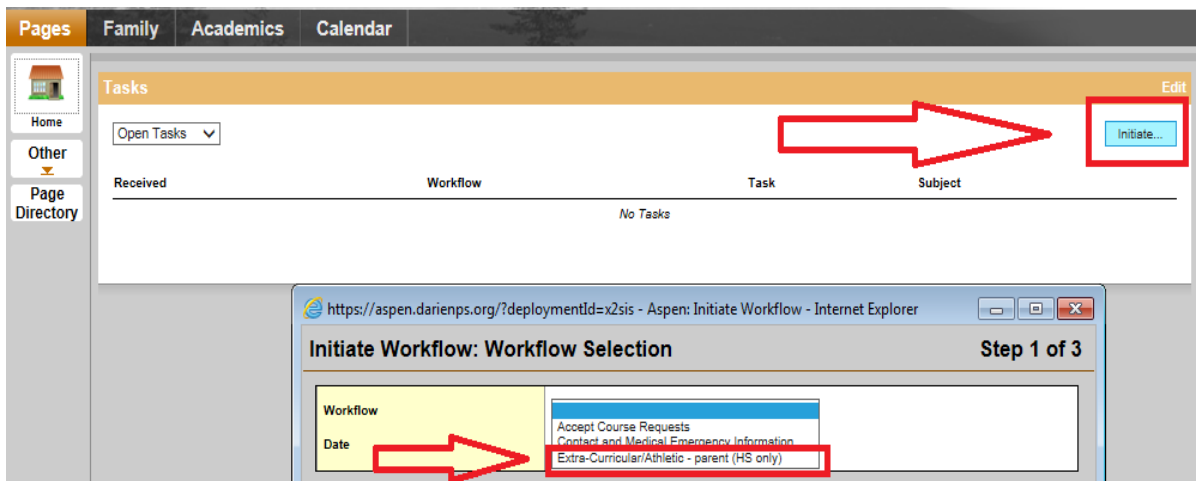 Pages Family Academics Calendar
Home
Other
Page
Directory
Tasks Edit
Open Tasks Initiate...
Received Workflow Task Subject
No Tasks
https://aspen.darienps.org/?deploymentId=x2sis - Aspen: Initiate Workflow - Internet Explorer
Initiate Workflow: Workflow Selection Step 1 of 3
Workflow
Date
Accept Course Requests
Contact and Medical Emergency Information
Extra-Curricular/Athletic - parent (HS only)